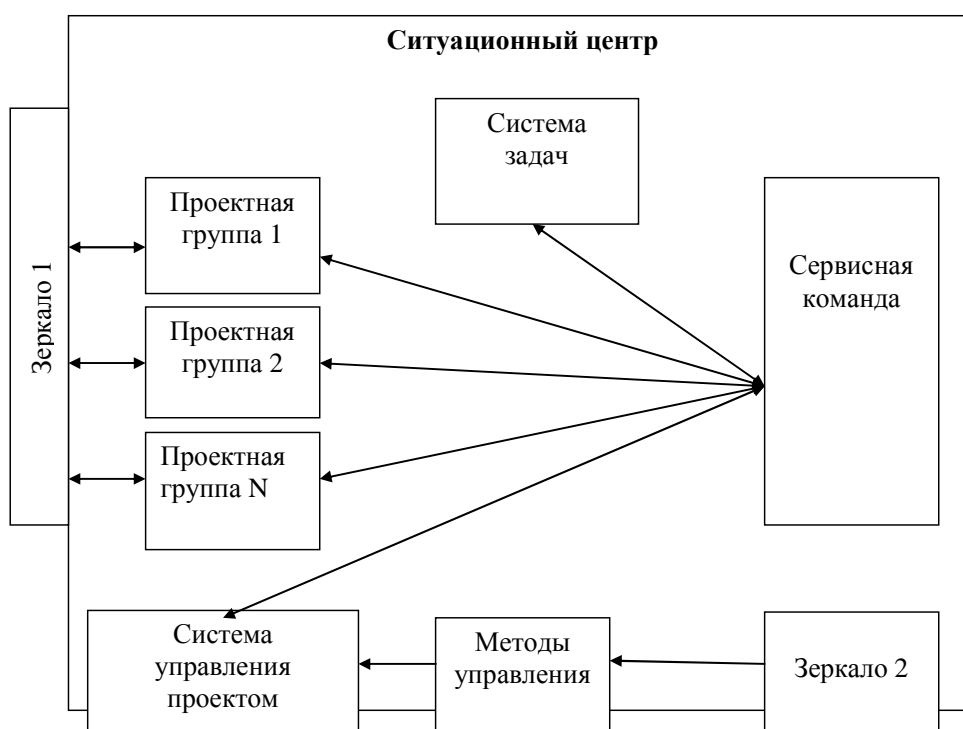 Ситуационный центр
Система
задач
Проектная
группа 1
Сервисная
команда
Зеркало 1
Проектная
группа 2
Проектная
группа N
Система
управления
проектом
Методы
управления
Зеркало 2